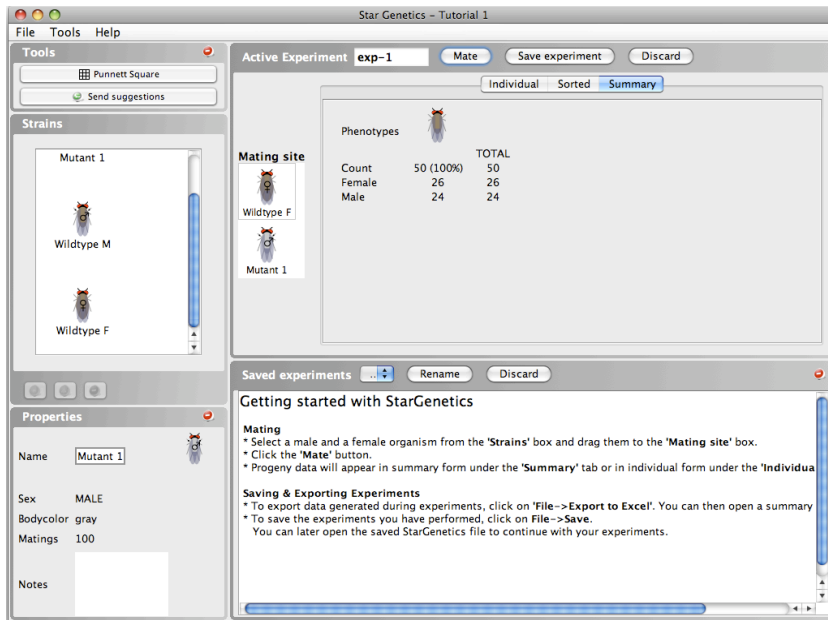 Star Genetics – Tutorial 1
File Tools Help
Tools
Punnett Square
Send suggestions
Strains
Mutant 1
Wildtype M
Wildtype F
Properties
Name Mutant 1
Sex MALE
Bodycolor gray
Matings 100
Notes
Active Experiment exp-1 Mate Save experiment Discard
Individual Sorted Summary
Mating site
Wildtype F
Mutant 1
Phenotypes
TOTAL
Count 50 (100%) 50
Female 26 26
Male 24 24
Saved experiments .. Rename Discard
Getting started with StarGenetics
Mating
* Select a male and a female organism from the 'Strains' box and drag them to the 'Mating site' box.
* Click the 'Mate' button.
* Progeny data will appear in summary form under the 'Summary' tab or in individual form under the 'Individua
Saving & Exporting Experiments
* To export data generated during experiments, click on 'File->Export to Excel'. You can then open a summary
* To save the experiments you have performed, click on File->Save.
You can later open the saved StarGenetics file to continue with your experiments.